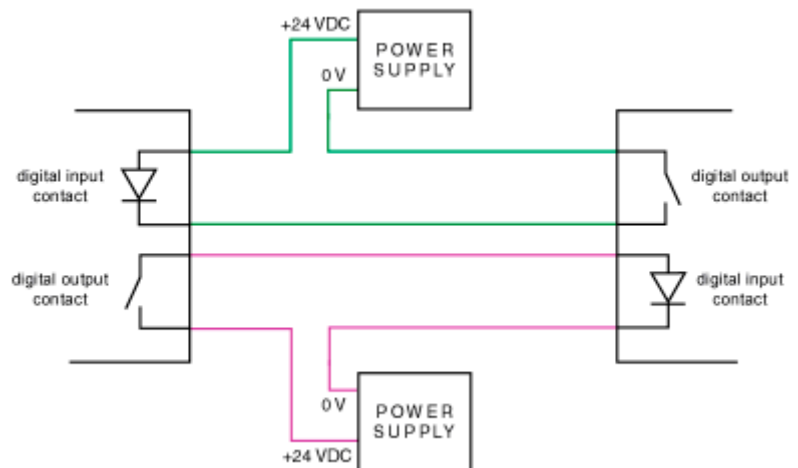 +24 VDC
POWER
SUPPLY
0 V
digital input
contact
digital output
contact
digital output
contact
digital input
contact
0 V
POWER
SUPPLY
+24 VDC